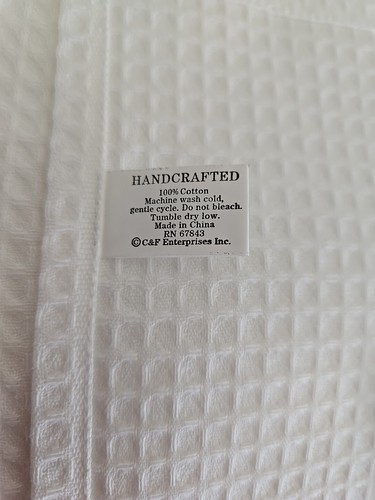 HANDCRAFTED
100% Cotton
Machine wash cold,
gentle cycle. Do not bleach.
Tumble dry low.
Made in China
RN 67843
© C&F Enterprises Inc.